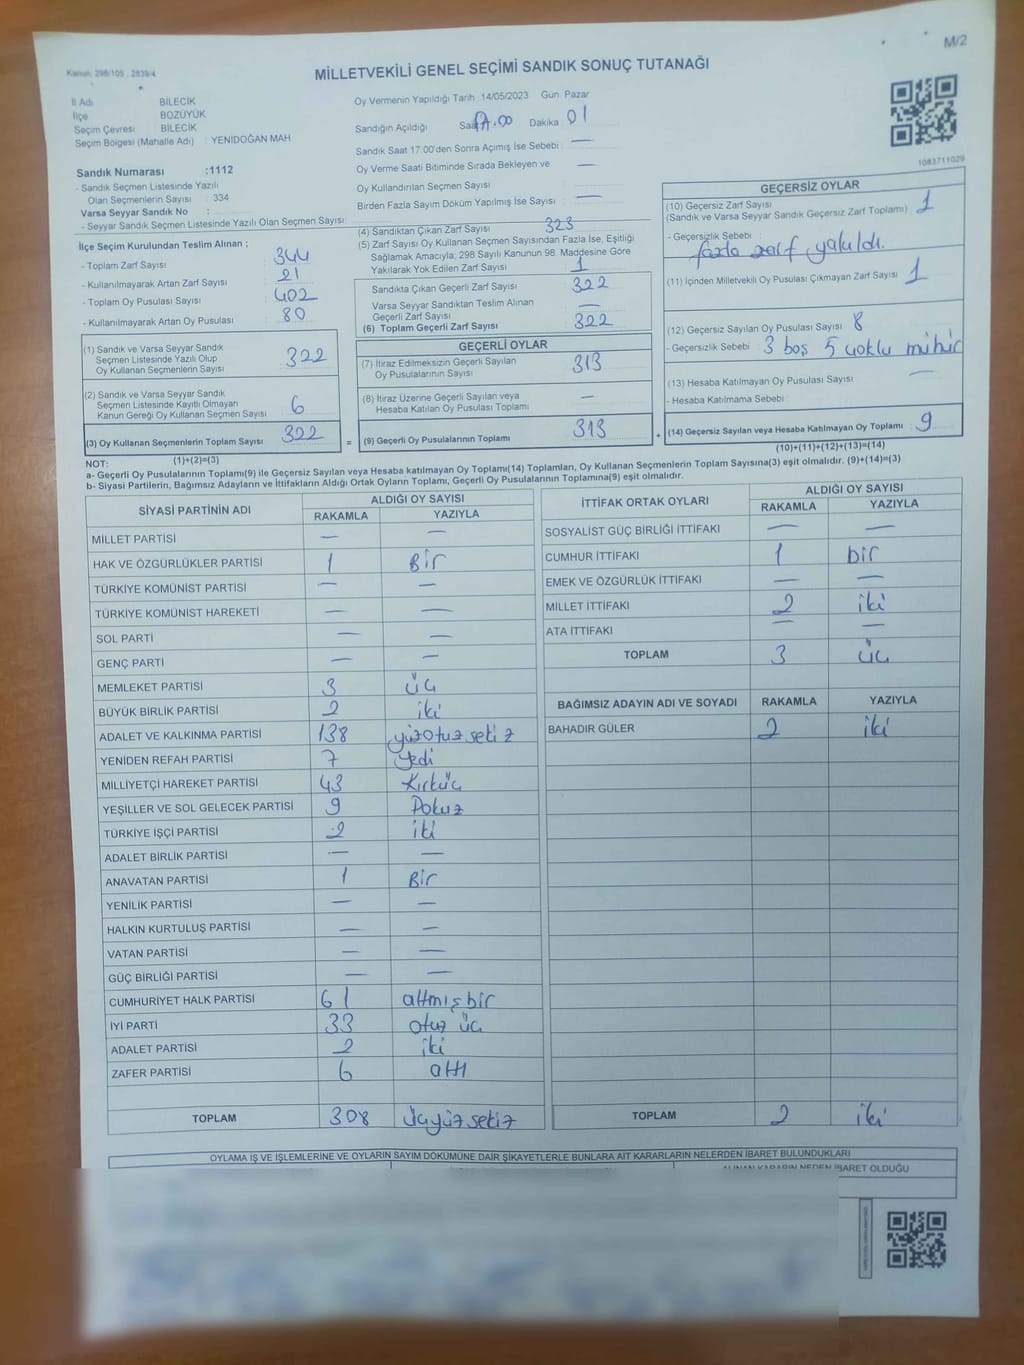 M/2
Kanun: 298/105 , 2839/4
MİLLETVEKİLİ GENEL SEÇİMİ SANDIK SONUÇ TUTANAĞI
İl Adı BİLECİK
İlçe BOZÜYÜK
Seçim Çevresi BİLECİK
Seçim Bölgesi (Mahalle Adı) : YENİDOĞAN MAH
Sandık Numarası :1112
- Sandık Seçmen Listesinde Yazılı
Olan Seçmenlerin Sayısı : 334
Varsa Seyyar Sandık No :
- Seyyar Sandık Seçmen Listesinde Yazılı Olan Seçmen Sayısı:
Oy Vermenin Yapıldığı Tarih 14/05/2023 Gün: Pazar
Sandığın Açıldığı Saat 17.00 Dakika 01
Sandık Saat 17.00'den Sonra Açımış İse Sebebi : —
Oy Verme Saati Bitiminde Sırada Bekleyen ve : —
Oy Kullandırılan Seçmen Sayısı
Birden Fazla Sayım Döküm Yapılmış İse Sayısı : —
İlçe Seçim Kurulundan Teslim Alınan :
- Toplam Zarf Sayısı : 344
- Kullanılmayarak Artan Zarf Sayısı : 21
- Toplam Oy Pusulası Sayısı : 402
- Kullanılmayarak Artan Oy Pusulası : 80
(4) Sandıktan Çıkan Zarf Sayısı : 323
(5) Zarf Sayısı Oy Kullanan Seçmen Sayısından Fazla İse, Eşitliği
Sağlamak Amacıyla; 298 Sayılı Kanunun 98. Maddesine Göre
Yakılarak Yok Edilen Zarf Sayısı : 1
Sandıkta Çıkan Geçerli Zarf Sayısı : 322
Varsa Seyyar Sandıktan Teslim Alınan
Geçerli Zarf Sayısı : —
(6) Toplam Geçerli Zarf Sayısı : 322
1083711029
GEÇERSİZ OYLAR
(10) Geçersiz Zarf Sayısı
(Sandık ve Varsa Seyyar Sandık Geçersiz Zarf Toplamı) : 1
- Geçersizlik Sebebi :
fazla zarf yakıldı.
(11) İçinden Milletvekili Oy Pusulası Çıkmayan Zarf Sayısı : 1
(12) Geçersiz Sayılan Oy Pusulası Sayısı : 8
- Geçersizlik Sebebi : 3 boş 5 çoklu mühür
(13) Hesaba Katılmayan Oy Pusulası Sayısı : —
- Hesaba Katılmama Sebebi :
(14) Geçersiz Sayılan veya Hesaba Katılmayan Oy Toplamı : 9
(10)+(11)+(12)+(13)=(14)
(1) Sandık ve Varsa Seyyar Sandık
Seçmen Listesinde Yazılı Olup
Oy Kullanan Seçmenlerin Sayısı : 322
(2) Sandık ve Varsa Seyyar Sandık
Seçmen Listesinde Kayıtlı Olmayan
Kanun Gereği Oy Kullanan Seçmen Sayısı : 6
(3) Oy Kullanan Seçmenlerin Toplam Sayısı : 322
(1)+(2)=(3)
GEÇERLİ OYLAR
(7) İtiraz Edilmeksizin Geçerli Sayılan
Oy Pusulalarının Sayısı : 313
(8) İtiraz Üzerine Geçerli Sayılan veya
Hesaba Katılan Oy Pusulası Toplamı : —
= (9) Geçerli Oy Pusulalarının Toplamı : 313 +
NOT:
a- Geçerli Oy Pusulalarının Toplamı(9) ile Geçersiz Sayılan veya Hesaba katılmayan Oy Toplamı(14) Toplamları, Oy Kullanan Seçmenlerin Toplam Sayısına(3) eşit olmalıdır. (9)+(14)=(3)
b- Siyasi Partilerin, Bağımsız Adayların ve İttifakların Aldığı Ortak Oyların Toplamı, Geçerli Oy Pusulalarının Toplamına(9) eşit olmalıdır.
SİYASİ PARTİNİN ADI ALDIĞI OY SAYISI
RAKAMLA YAZIYLA
MİLLET PARTİSİ — —
HAK VE ÖZGÜRLÜKLER PARTİSİ 1 Bir
TÜRKİYE KOMÜNİST PARTİSİ — —
TÜRKİYE KOMÜNİST HAREKETİ — —
SOL PARTİ — —
GENÇ PARTİ — —
MEMLEKET PARTİSİ 3 üç
BÜYÜK BİRLİK PARTİSİ 2 iki
ADALET VE KALKINMA PARTİSİ 138 yüzotuz sekiz
YENİDEN REFAH PARTİSİ 7 Yedi
MİLLİYETÇİ HAREKET PARTİSİ 43 Kırküç
YEŞİLLER VE SOL GELECEK PARTİSİ 9 Dokuz
TÜRKİYE İŞÇİ PARTİSİ 2 iki
ADALET BİRLİK PARTİSİ — —
ANAVATAN PARTİSİ 1 Bir
YENİLİK PARTİSİ — —
HALKIN KURTULUŞ PARTİSİ — —
VATAN PARTİSİ — —
GÜÇ BİRLİĞİ PARTİSİ — —
CUMHURİYET HALK PARTİSİ 61 altmışbir
İYİ PARTİ 33 otuz üç
ADALET PARTİSİ 2 iki
ZAFER PARTİSİ 6 altı
TOPLAM 308 üçyüz sekiz
İTTİFAK ORTAK OYLARI ALDIĞI OY SAYISI
RAKAMLA YAZIYLA
SOSYALİST GÜÇ BİRLİĞİ İTTİFAKI — —
CUMHUR İTTİFAKI 1 bir
EMEK VE ÖZGÜRLÜK İTTİFAKI — —
MİLLET İTTİFAKI 2 iki
ATA İTTİFAKI — —
TOPLAM 3 üç
BAĞIMSIZ ADAYIN ADI VE SOYADI RAKAMLA YAZIYLA
BAHADIR GÜLER 2 iki
TOPLAM 2 iki
OYLAMA İŞ VE İŞLEMLERİNE VE OYLARIN SAYIM DÖKÜMÜNE DAİR ŞİKAYETLERLE BUNLARA AİT KARARLARIN NELERDEN İBARET BULUNDUKLARI
ALINAN KARARIN NEDEN İBARET OLDUĞU